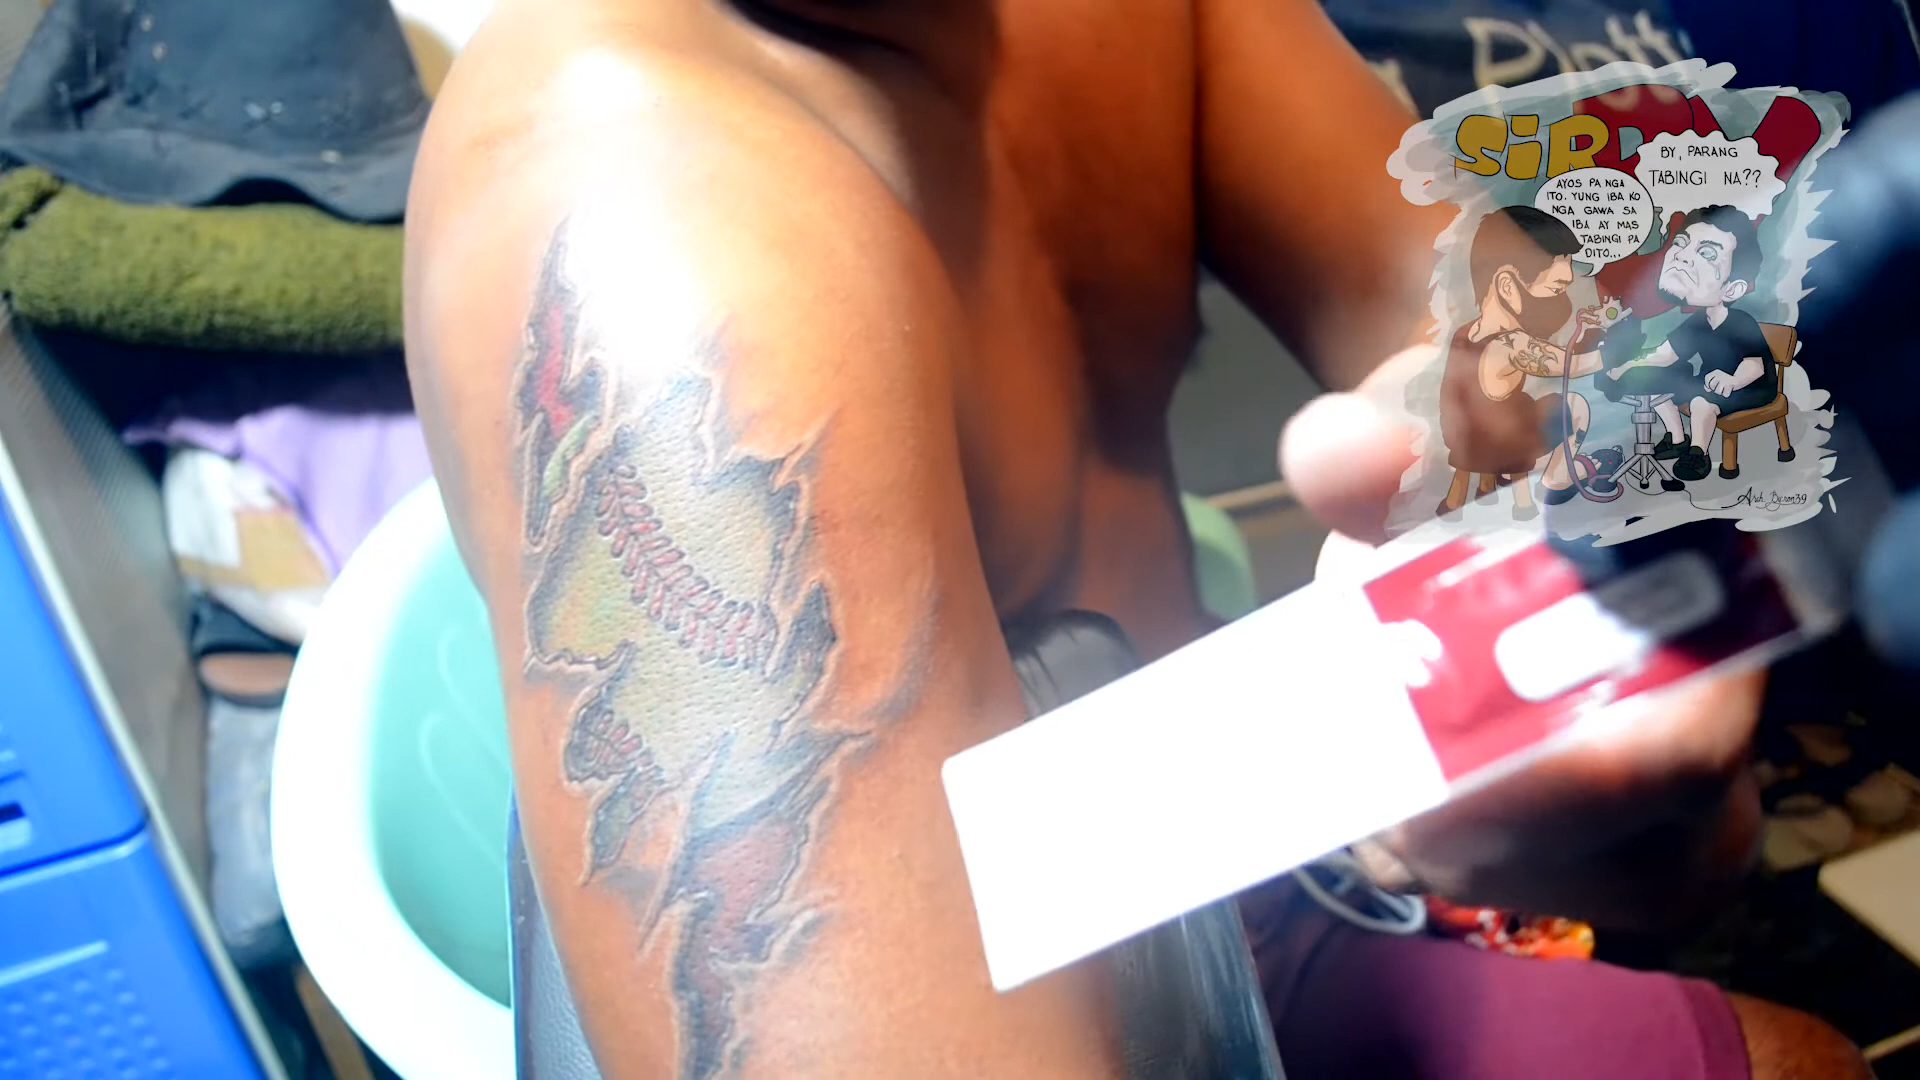 SiR
BY, PARANG
TABINGI NA??
AYOS PA NGA
ITO. YUNG IBA KO
NGA GAWA SA
IBA AY MAS
TABINGI PA
DITO...